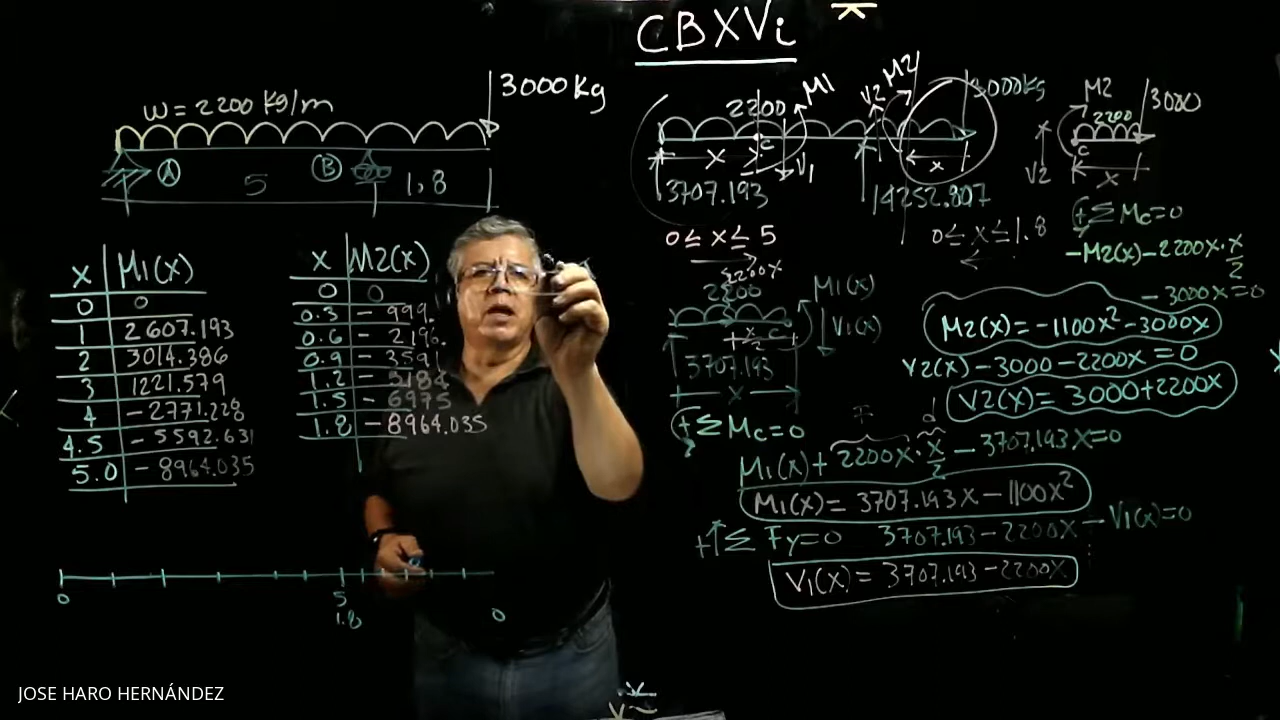 CBXVi
w = 2200 Kg/m
3000 Kg
A
B
5
1,8
2200
M1
V2
M2
3000 Kg
C
X
V1
x
3707.193
14252.807
0 ≤ x ≤ 5
0 ≤ x ≤ 1.8
M2
3000
2200
C
V2
X
+ ΣMc=0
-M2(x)-2200x·x/2
-3000x=0
2200x
2200
M1(x)
V1(x)
x/2
C
3707.193
x
+ ΣMc=0
M2(x)=-1100x²-3000x
V2(x)-3000-2200x=0
V2(x)=3000+2200x
F
d
M1(x)+2200x·x/2-3707.193x=0
M1(x)=3707.193x-1100x²
+↑Σ Fy=0 3707.193-2200x-V1(x)=0
V1(x)=3707.193-2200x
X M1(x)
0 0
1 2607.193
2 3014.386
3 1221.579
4 -2771.228
4.5 -5592.631
5.0 -8964.035
X M2(x)
0 0
0.3 -999.
0.6 -2196.
0.9 -3591
1.2 -5184
1.5 -6975
1.8 -8964.035
0
5
1.8
0
JOSE HARO HERNÁNDEZ